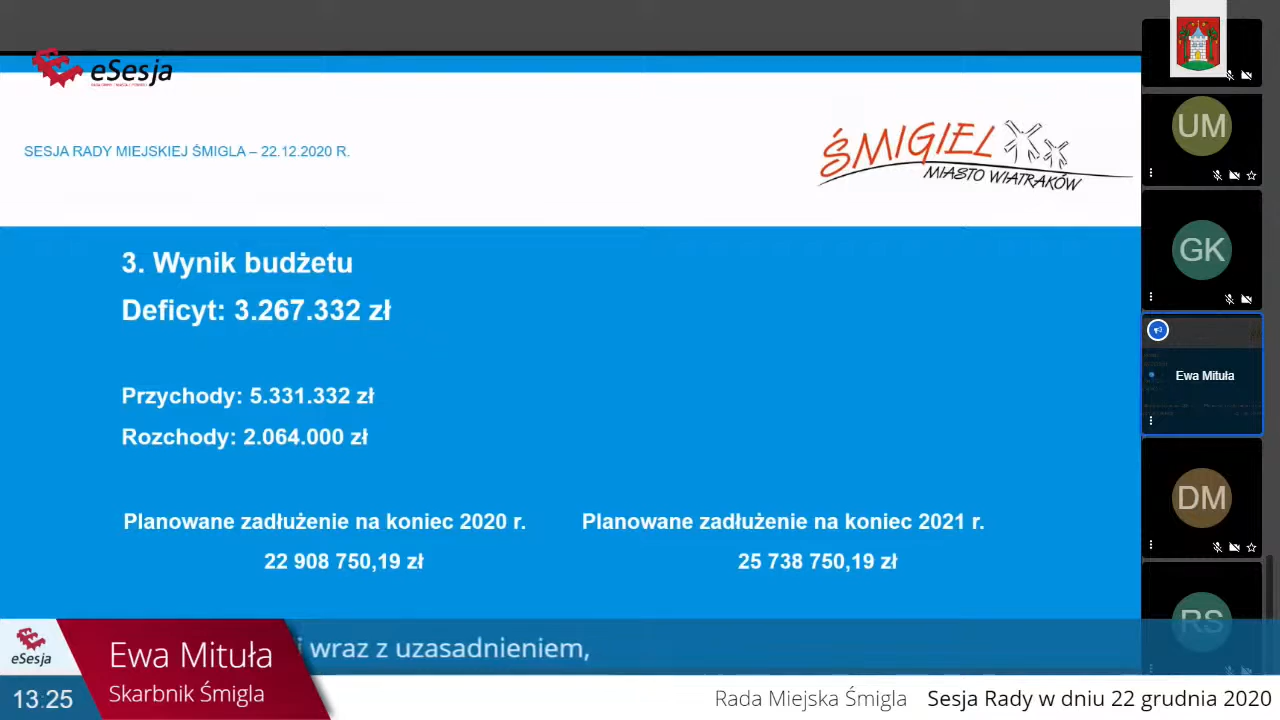 eSesja
SESJA RADY MIEJSKIEJ ŚMIGLA – 22.12.2020 R.
ŚMIGIEL
MIASTO WIATRAKÓW
3. Wynik budżetu
Deficyt: 3.267.332 zł
Przychody: 5.331.332 zł
Rozchody: 2.064.000 zł
Planowane zadłużenie na koniec 2020 r.
22 908 750,19 zł
Planowane zadłużenie na koniec 2021 r.
25 738 750,19 zł
UM
GK
Ewa Mituła
DM
RS
eSesja
Ewa Mituła
Skarbnik Śmigla
i wraz z uzasadnieniem,
13:25
Rada Miejska Śmigla
Sesja Rady w dniu 22 grudnia 2020